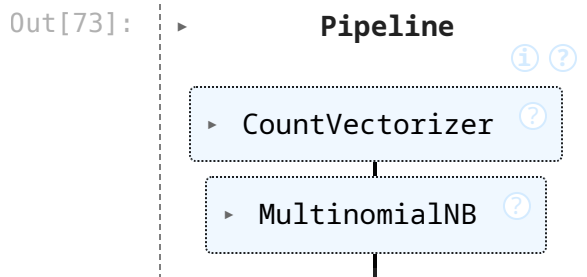 Out[73]: ▸ Pipeline
i ?
▸ CountVectorizer ?
▸ MultinomialNB ?